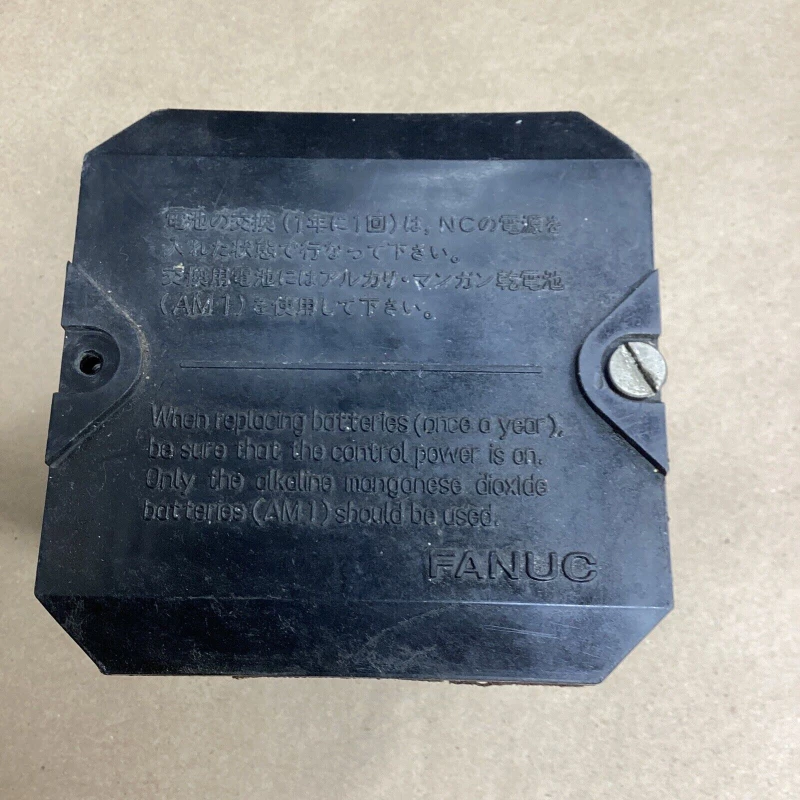 電池の交換(1年に1回)は, NCの電源を
入れた状態で行なって下さい。
交換用電池にはアルカリ・マンガン乾電池
(AM1)を使用して下さい。
When replacing batteries (once a year),
be sure that the control power is on.
Only the alkaline manganese dioxide
batteries (AM1) should be used.
FANUC